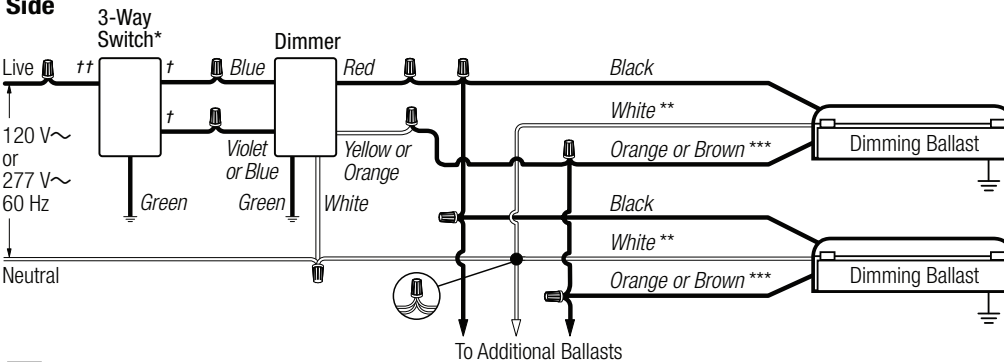 Side
3-Way
Switch*
Dimmer
Live
††
†
Blue
Red
Black
White **
†
120 V~
or
277 V~
60 Hz
Violet
or Blue
Yellow or
Orange
Orange or Brown ***
Dimming Ballast
Green
Green
White
Black
White **
Neutral
Orange or Brown ***
Dimming Ballast
To Additional Ballasts